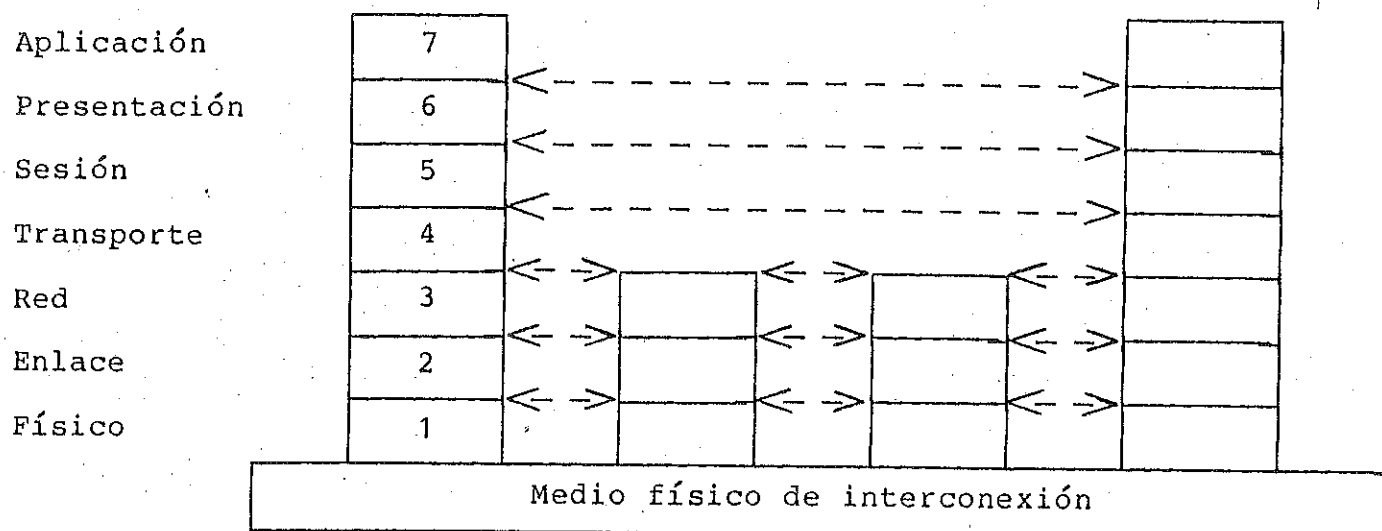 Aplicación 7
Presentación 6
Sesión 5
Transporte 4
Red 3
Enlace 2
Físico 1
Medio físico de interconexión